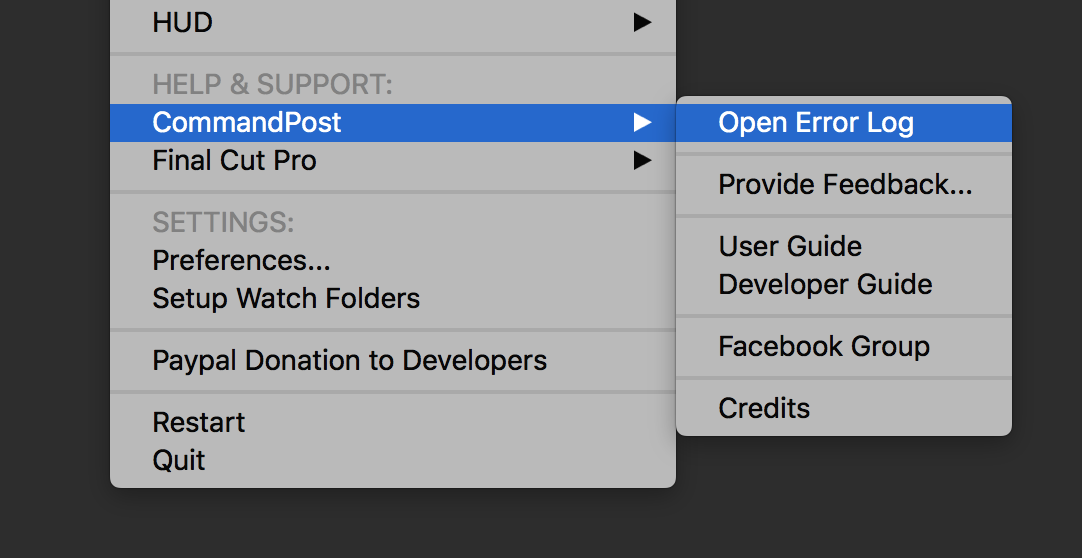 HUD
HELP & SUPPORT:
CommandPost
Final Cut Pro
SETTINGS:
Preferences...
Setup Watch Folders
Paypal Donation to Developers
Restart
Quit
Open Error Log
Provide Feedback...
User Guide
Developer Guide
Facebook Group
Credits